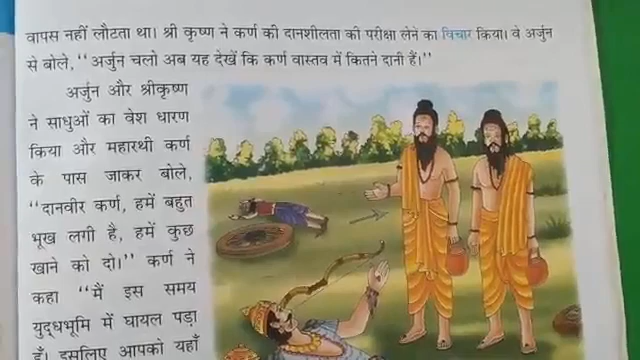 वापस नहीं लौटता था। श्री कृष्ण ने कर्ण की दानशीलता की परीक्षा लेने का विचार किया। वे अर्जुन
से बोले, ‘‘अर्जुन चलो अब यह देखें कि कर्ण वास्तव में कितने दानी हैं।’’
अर्जुन और श्रीकृष्ण
ने साधुओं का वेश धारण
किया और महारथी कर्ण
के पास जाकर बोले,
‘‘दानवीर कर्ण, हमें बहुत
भूख लगी है, हमें कुछ
खाने को दो।’’ कर्ण ने
कहा ‘‘मैं इस समय
युद्धभूमि में घायल पड़ा
हूँ। इसलिए आपको यहाँ